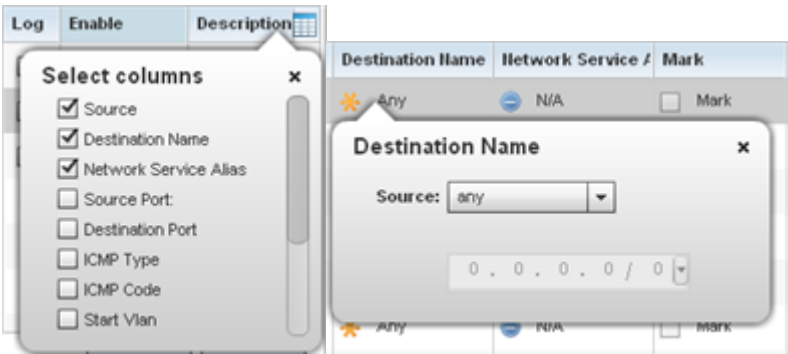 Log Enable Description
Select columns x
Source
Destination Name
Network Service Alias
Source Port:
Destination Port
ICMP Type
ICMP Code
Start Vlan
Destination Name Network Service A Mark
Any N/A Mark
Destination Name x
Source: any
0 . 0 . 0 . 0 / 0
Any N/A Mark